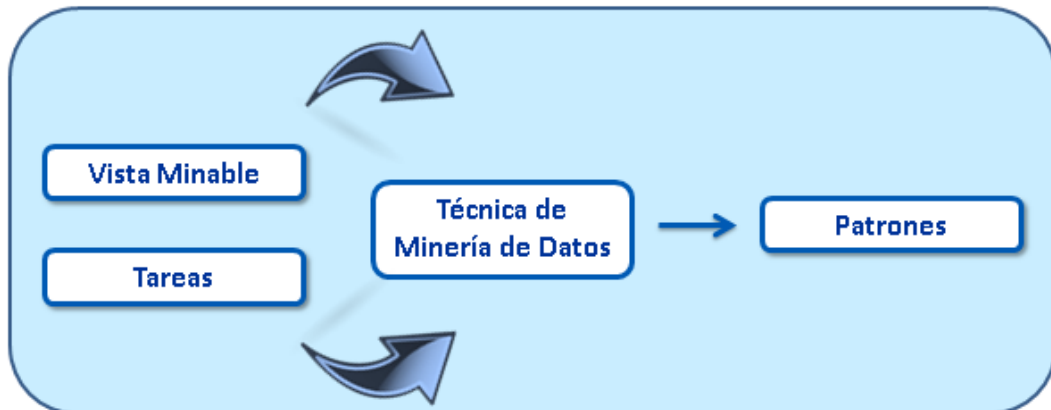 Vista Minable
Tareas
Técnica de
Minería de Datos
Patrones